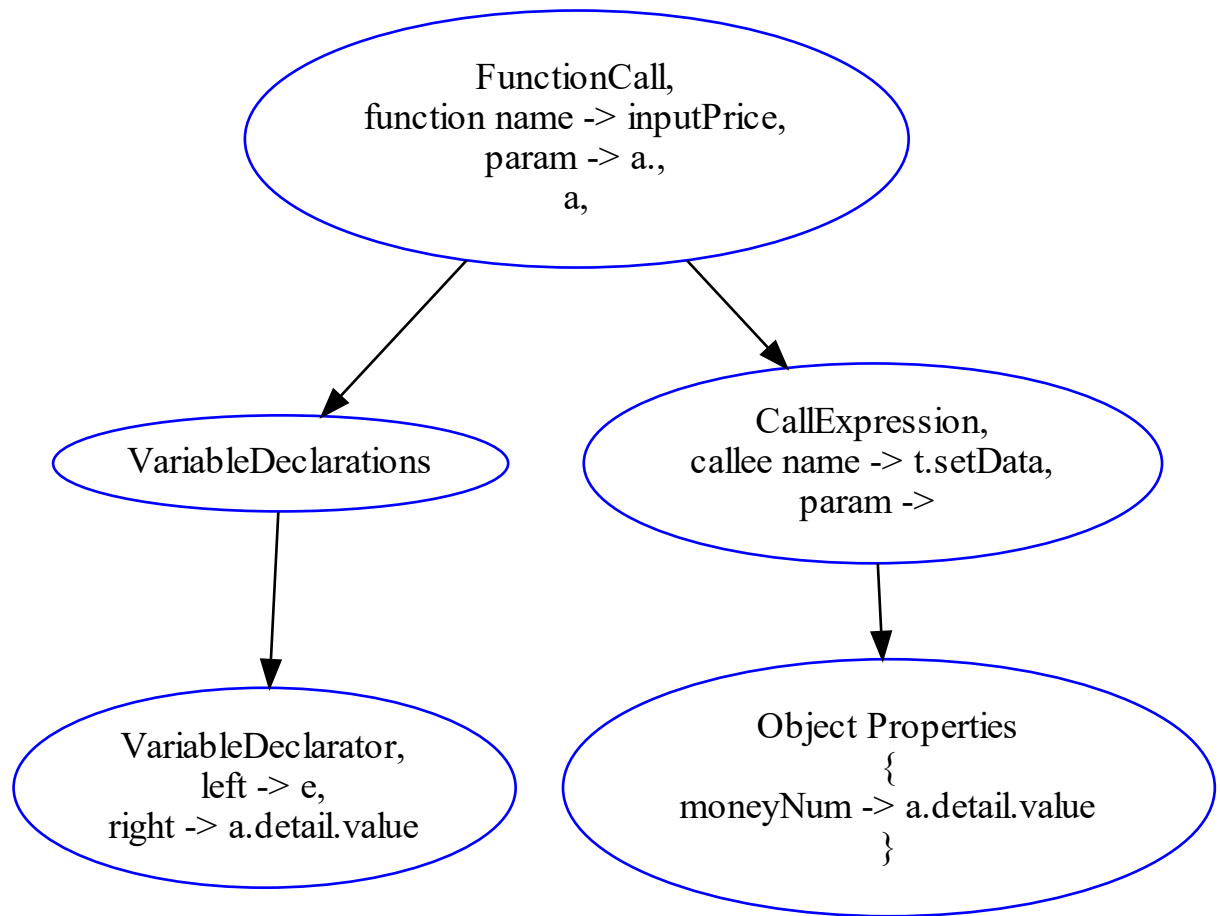 FunctionCall,
function name -> inputPrice,
param -> a.,
a,
VariableDeclarations
CallExpression,
callee name -> t.setData,
param ->
VariableDeclarator,
left -> e,
right -> a.detail.value
Object Properties
{
moneyNum -> a.detail.value
}